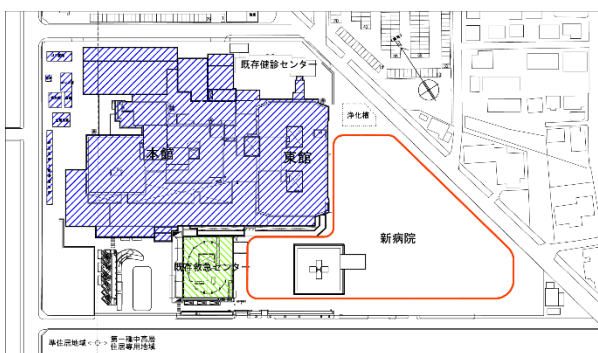 既存健診センター
浄化槽
本館
東館
新病院
既存救急センター
準住居地域 <-◇-> 第一種中高層
住居専用地域